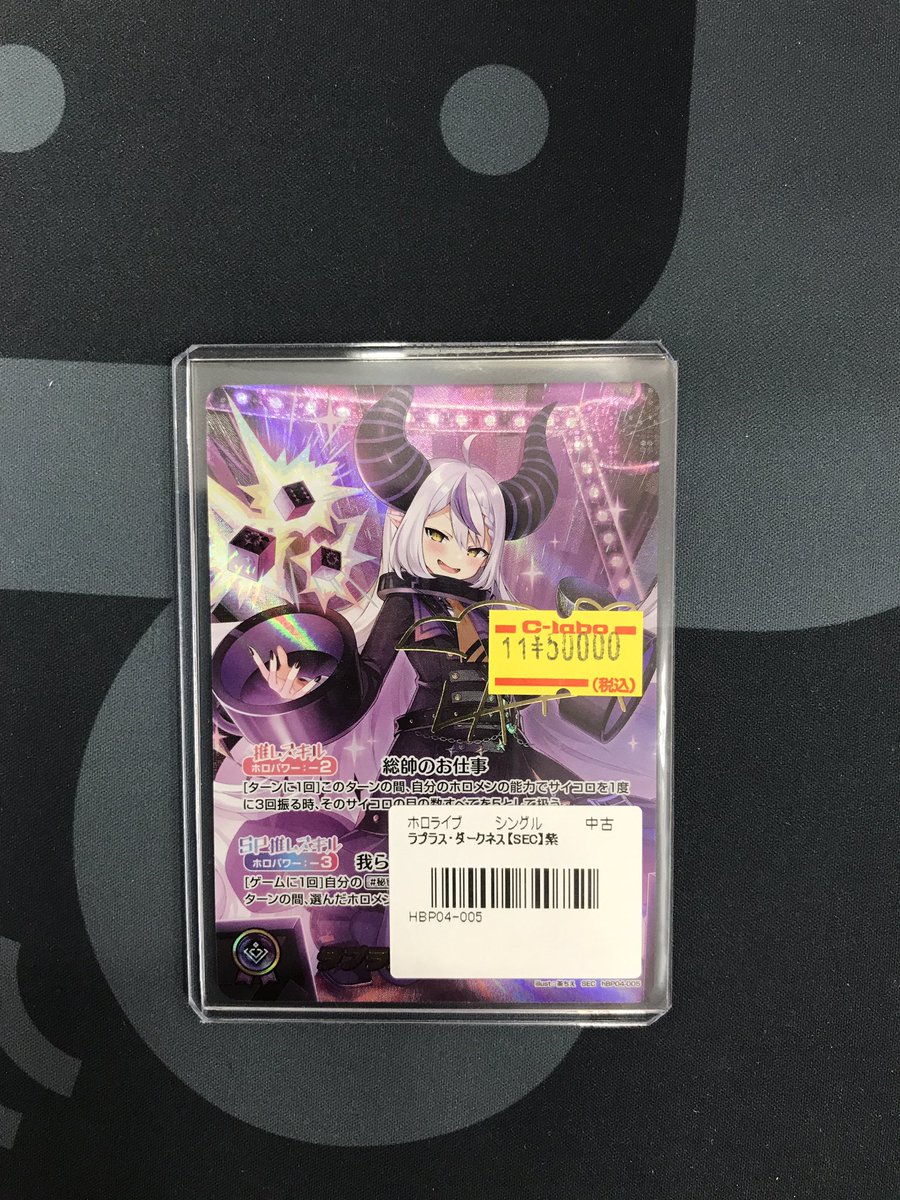 C-labo
11¥50000
(税込)
推しスキル
ホロパワー：-2
総帥のお仕事
[ターンに1回]このターンの間、自分のホロメンの能力でサイコロを1度
に3回振る時、そのサイコロの目の数すべてを5として扱う
SP推しスキル
ホロパワー：-3
我ら
[ゲームに1回]自分の
ターンの間、選んだホロメン
ホロライブ シングル 中古
ラプラス・ダークネス【SEC】紫
HBP04-005
ラプラ
SEC hBP04-005